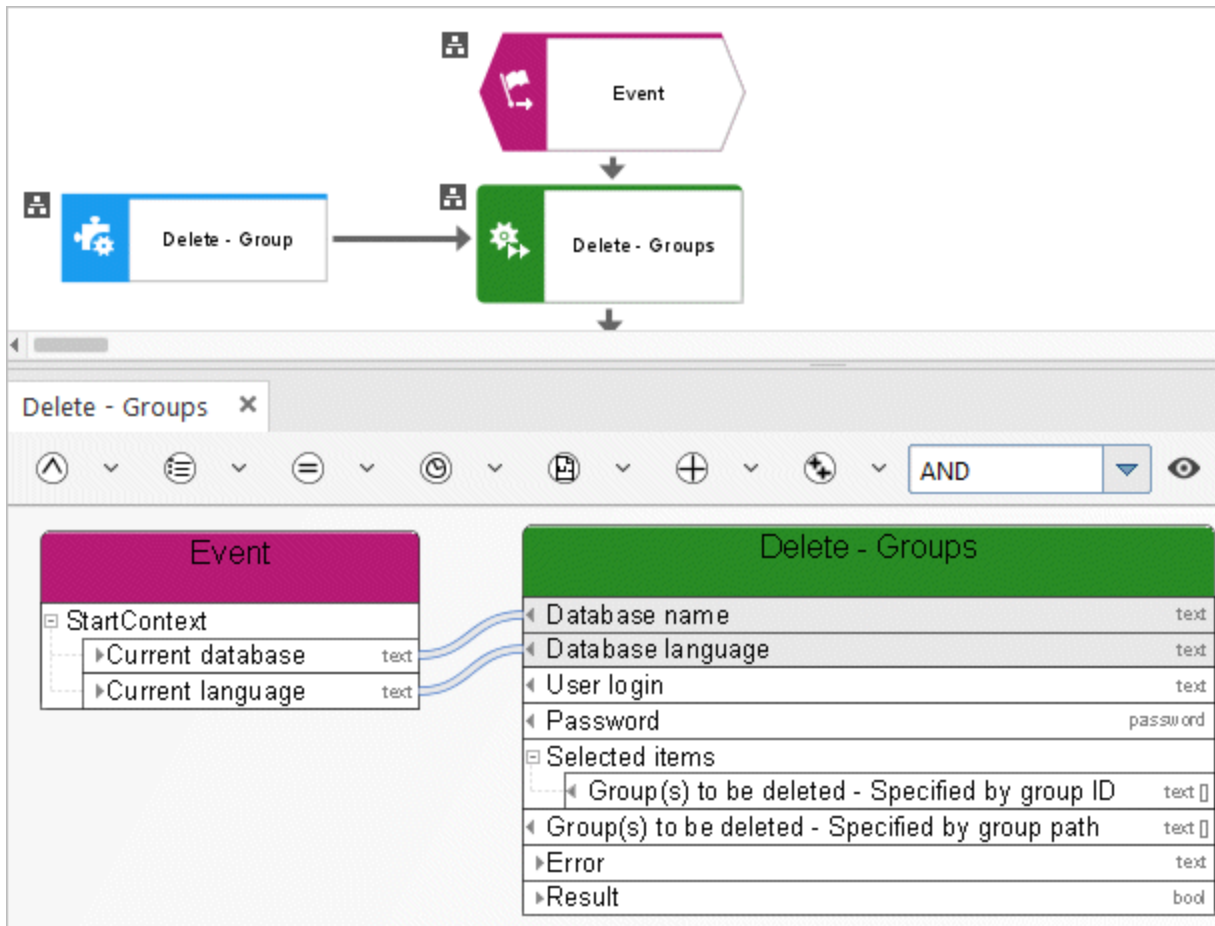 Event
Delete - Group
Delete - Groups
Delete - Groups
AND
Event
StartContext
Current database text
Current language text
Delete - Groups
Database name text
Database language text
User login text
Password password
Selected items
Group(s) to be deleted - Specified by group ID text []
Group(s) to be deleted - Specified by group path text []
Error text
Result bool